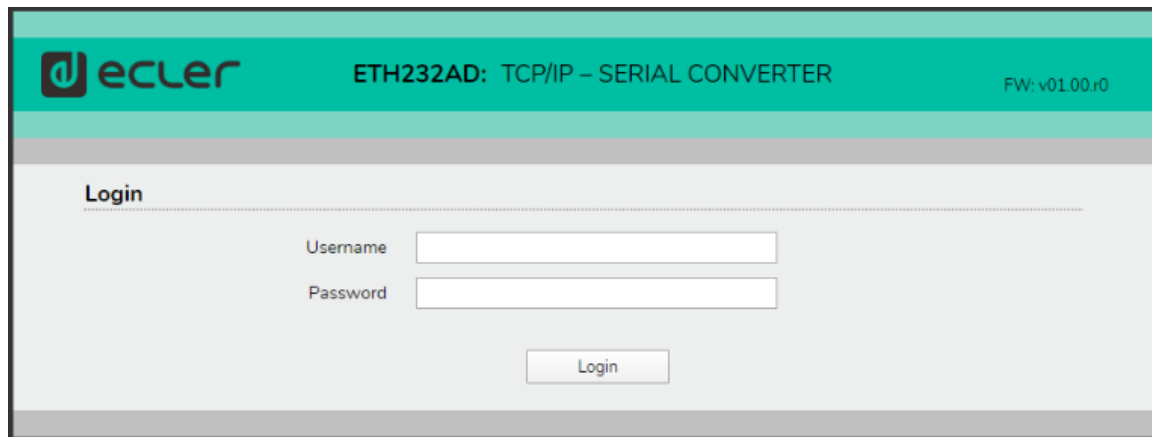 ecler
ETH232AD: TCP/IP – SERIAL CONVERTER
FW: v01.00.r0
Login
Username
Password
Login